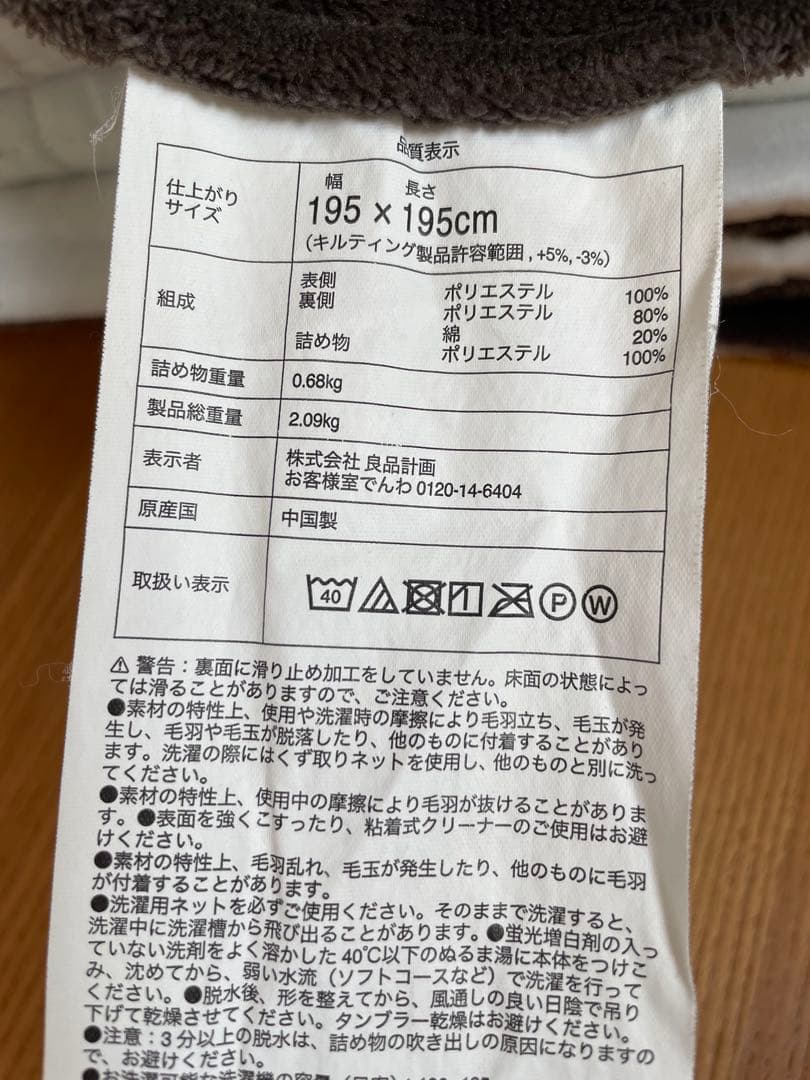 品質表示
仕上がり
サイズ
幅 長さ
195 × 195cm
(キルティング製品許容範囲, +5%, -3%)
組成
表側 ポリエステル 100%
裏側 ポリエステル 80%
綿 20%
詰め物 ポリエステル 100%
詰め物重量 0.68kg
製品総重量 2.09kg
表示者 株式会社 良品計画
お客様室でんわ 0120-14-6404
原産国 中国製
取扱い表示 40 P W
⚠ 警告:裏面に滑り止め加工をしていません。床面の状態によっ
ては滑ることがありますので、ご注意ください。
●素材の特性上、使用や洗濯時の摩擦により毛羽立ち、毛玉が発
生し、毛羽や毛玉が脱落したり、他のものに付着することがあり
ます。洗濯の際にはくず取りネットを使用し、他のものと別に洗っ
てください。
●素材の特性上、使用中の摩擦により毛羽が抜けることがありま
す。●表面を強くこすったり、粘着式クリーナーのご使用はお避
けください。
●素材の特性上、毛羽乱れ、毛玉が発生したり、他のものに毛羽
が付着することがあります。
●洗濯用ネットを必ずご使用ください。そのままで洗濯すると、
洗濯中に洗濯槽から飛び出ることがあります。●蛍光増白剤の入っ
ていない洗剤をよく溶かした40℃以下のぬるま湯に本体をつけこ
み、沈めてから、弱い水流(ソフトコースなど)で洗濯を行って
ください。●脱水後、形を整えてから、風通しの良い日陰で吊り
下げて乾燥させてください。タンブラー乾燥はお避けください。
●注意:3分以上の脱水は、詰め物の吹き出しの原因になりますの
で、お避けください。
●お洗濯可能な洗濯機の容量